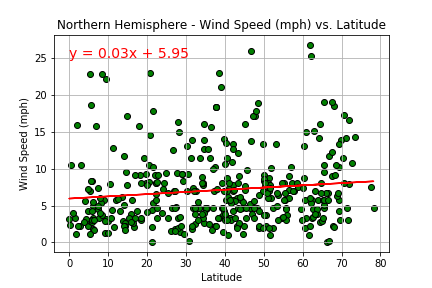 Northern Hemisphere - Wind Speed (mph) vs. Latitude
y = 0.03x + 5.95
25
20
15
10
5
0
Wind Speed (mph)
0 10 20 30 40 50 60 70 80
Latitude